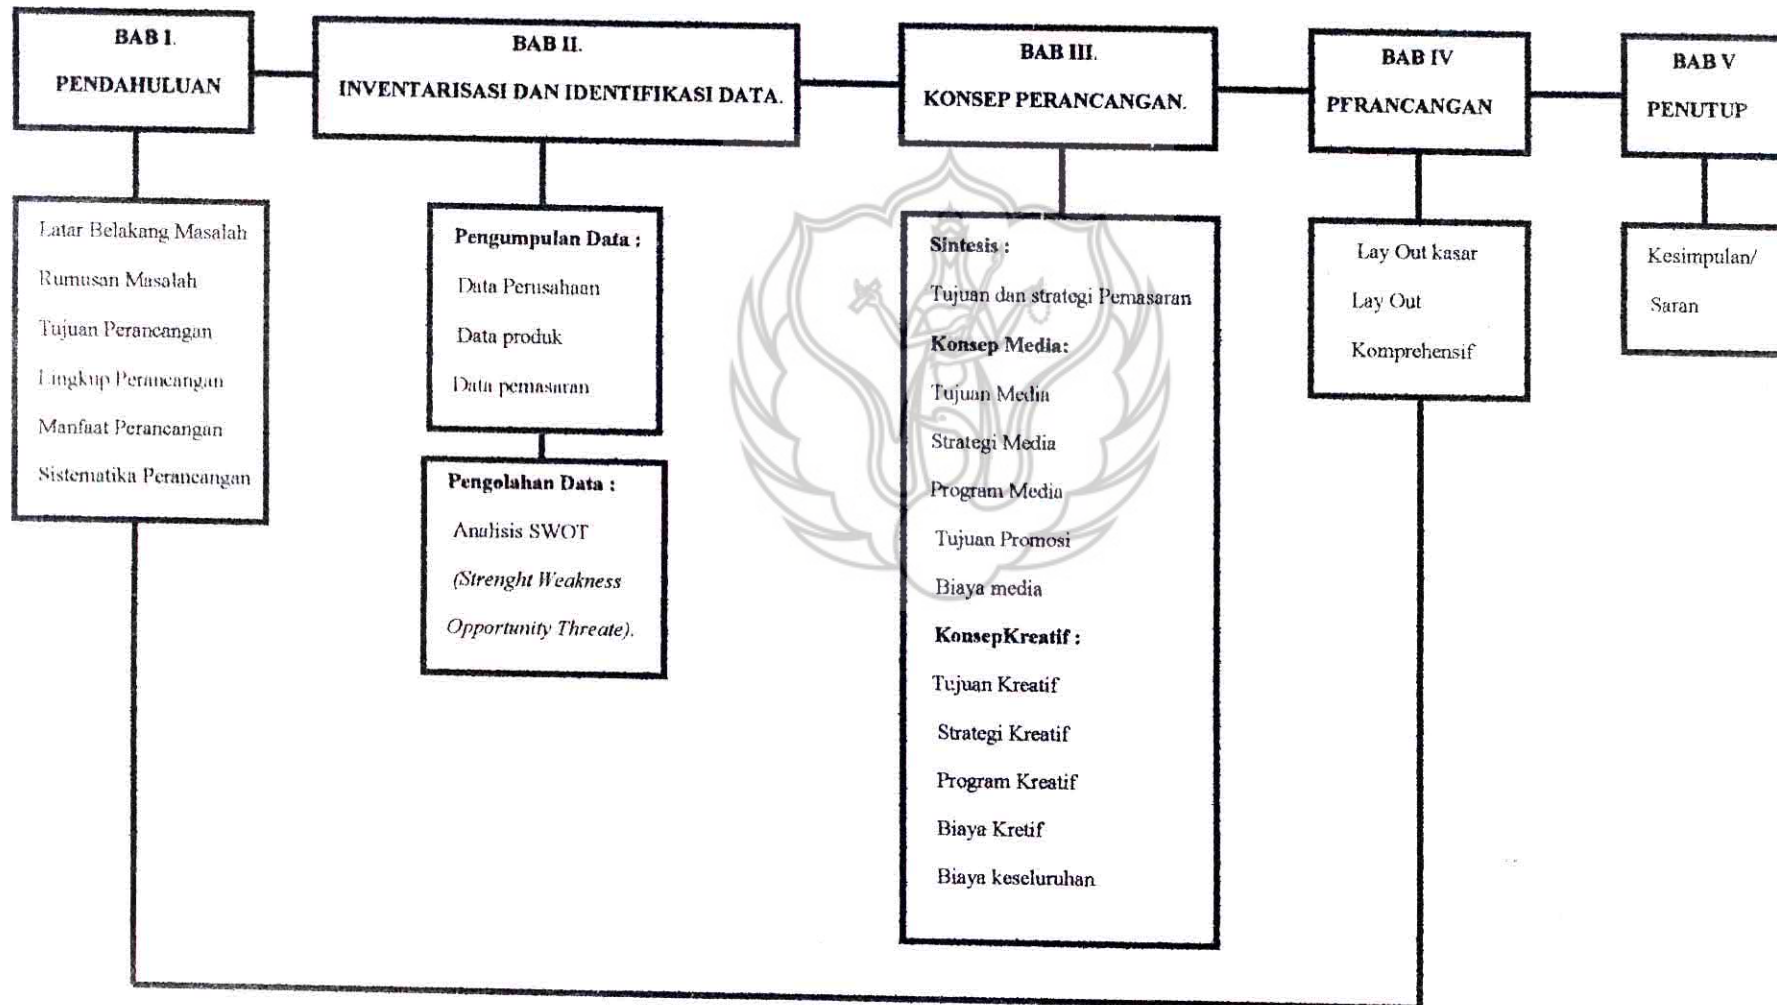 BAB I.
PENDAHULUAN
BAB II.
INVENTARISASI DAN IDENTIFIKASI DATA.
BAB III.
KONSEP PERANCANGAN.
BAB IV
PFRANCANGAN
BAB V
PENUTUP
Latar Belakang Masalah
Rumusan Masalah
Tujuan Perancangan
Lingkup Perancangan
Manfaat Perancangan
Sistematika Perancangan
Pengumpulan Data :
Data Perusahaan
Data produk
Data pemasaran
Pengolahan Data :
Analisis SWOT
(Strenght Weakness
Opportunity Threate).
Sintesis :
Tujuan dan strategi Pemasaran
Konsep Media:
Tujuan Media
Strategi Media
Program Media
Tujuan Promosi
Biaya media
KonsepKreatif :
Tujuan Kreatif
Strategi Kreatif
Program Kreatif
Biaya Kretif
Biaya keseluruhan
Lay Out kasar
Lay Out
Komprehensif
Kesimpulan/
Saran